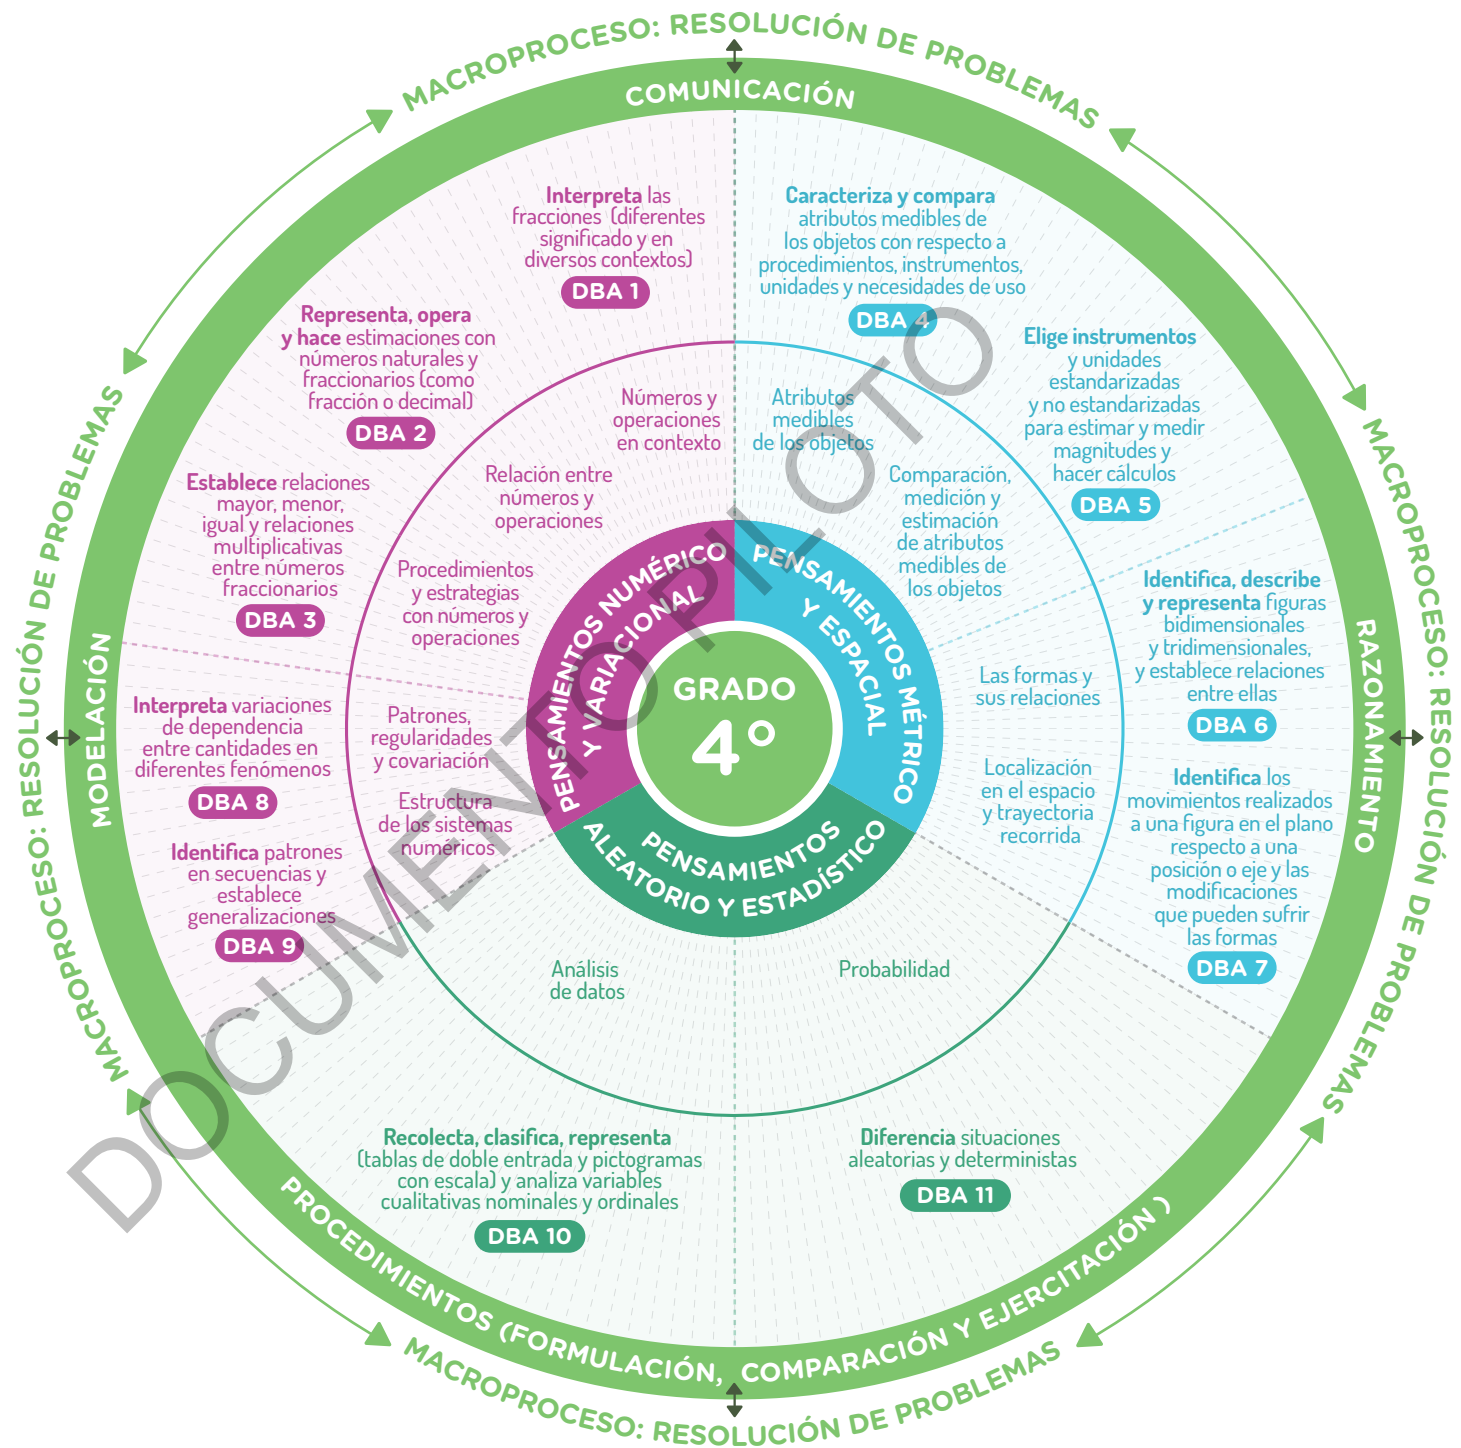 MACROPROCESO: RESOLUCIÓN DE PROBLEMAS
COMUNICACIÓN
Interpreta las
fracciones (diferentes
significado y en
diversos contextos)
DBA 1
Representa, opera
y hace estimaciones con
números naturales y
fraccionarios (como
fracción o decimal)
DBA 2
Establece relaciones
mayor, menor,
igual y relaciones
multiplicativas
entre números
fraccionarios
DBA 3
Interpreta variaciones
de dependencia
entre cantidades en
diferentes fenómenos
DBA 8
Identifica patrones
en secuencias y
establece
generalizaciones
DBA 9
Números y
operaciones
en contexto
Relación entre
números y
operaciones
Procedimientos
y estrategias
con números y
operaciones
Patrones,
regularidades
y covariación
Estructura
de los sistemas
numéricos
Caracteriza y compara
atributos medibles de
los objetos con respecto a
procedimientos, instrumentos,
unidades y necesidades de uso
DBA 4
Elige instrumentos
y unidades
estandarizadas
y no estandarizadas
para estimar y medir
magnitudes y
hacer cálculos
DBA 5
Identifica, describe
y representa figuras
bidimensionales
y tridimensionales,
y establece relaciones
entre ellas
DBA 6
Identifica los
movimientos realizados
a una figura en el plano
respecto a una
posición o eje y las
modificaciones
que pueden sufrir
las formas
DBA 7
Atributos
medibles
de los objetos
Comparación,
medición y
estimación
de atributos
medibles de
los objetos
Las formas y
sus relaciones
Localización
en el espacio
y trayectoria
recorrida
PENSAMIENTOS NUMÉRICO
Y VARIACIONAL
PENSAMIENTOS MÉTRICO
Y ESPACIAL
GRADO
4°
PENSAMIENTOS
ALEATORIO Y ESTADÍSTICO
Análisis
de datos
Probabilidad
Recolecta, clasifica, representa
(tablas de doble entrada y pictogramas
con escala) y analiza variables
cualitativas nominales y ordinales
DBA 10
Diferencia situaciones
aleatorias y deterministas
DBA 11
MODELACIÓN
RAZONAMIENTO
PROCEDIMIENTOS (FORMULACIÓN, COMPARACIÓN Y EJERCITACIÓN )
MACROPROCESO: RESOLUCIÓN DE PROBLEMAS
MACROPROCESO: RESOLUCIÓN DE PROBLEMAS
MACROPROCESO: RESOLUCIÓN DE PROBLEMAS
DOCUMENTO PILOTO